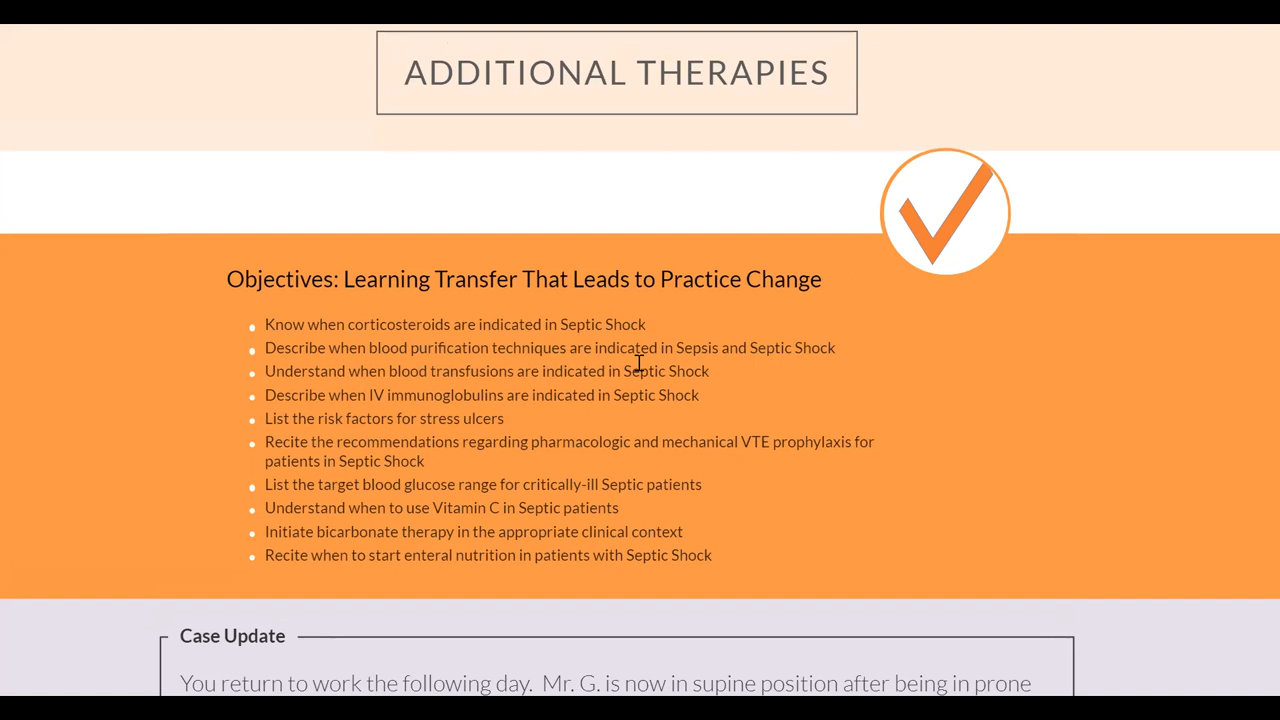 ADDITIONAL THERAPIES
Objectives: Learning Transfer That Leads to Practice Change
Know when corticosteroids are indicated in Septic Shock
Describe when blood purification techniques are indicated in Sepsis and Septic Shock
Understand when blood transfusions are indicated in Septic Shock
Describe when IV immunoglobulins are indicated in Septic Shock
List the risk factors for stress ulcers
Recite the recommendations regarding pharmacologic and mechanical VTE prophylaxis for
patients in Septic Shock
List the target blood glucose range for critically-ill Septic patients
Understand when to use Vitamin C in Septic patients
Initiate bicarbonate therapy in the appropriate clinical context
Recite when to start enteral nutrition in patients with Septic Shock
Case Update
You return to work the following day. Mr. G. is now in supine position after being in prone